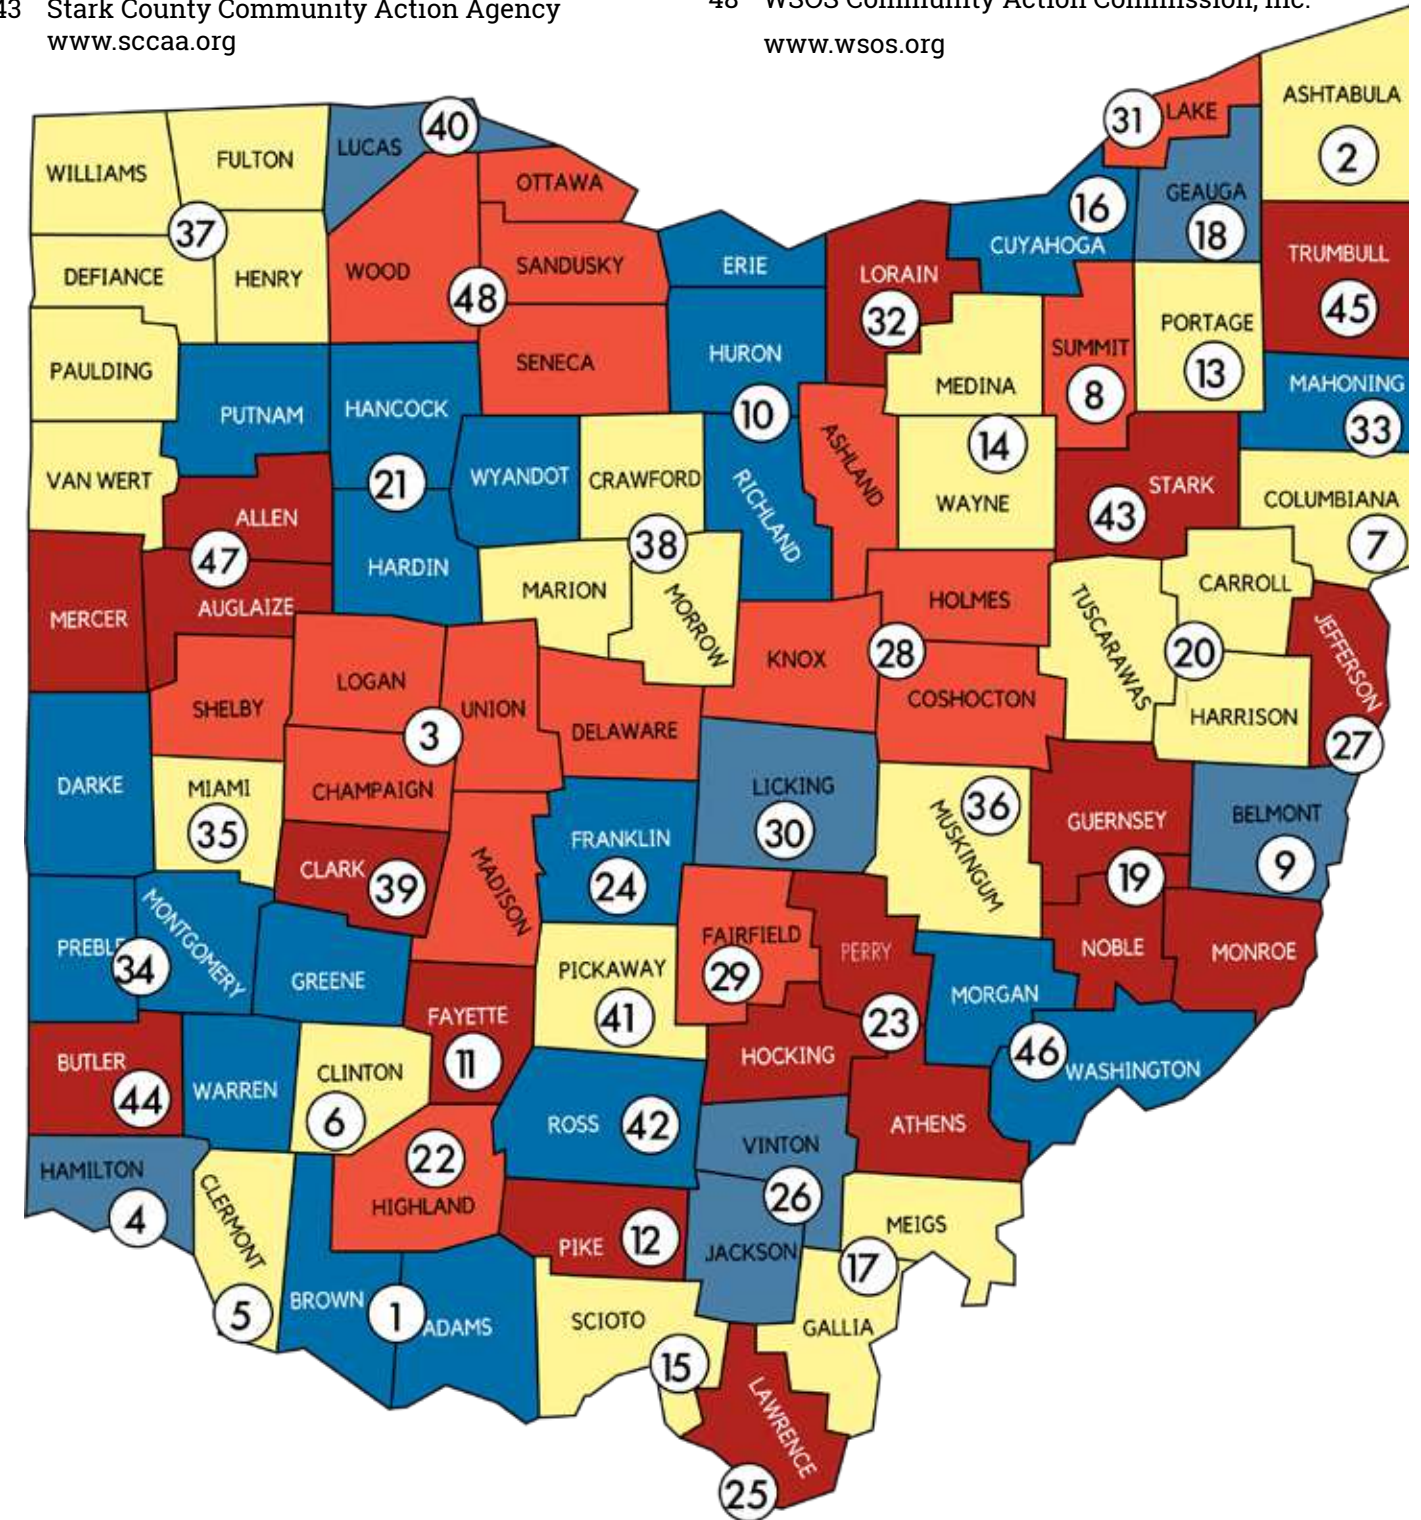 43 Stark County Community Action Agency
www.sccaa.org
48 WSOS Community Action Commission, Inc.
www.wsos.org
ASHTABULA
2
LAKE
31
GEAUGA
18
16
CUYAHOGA
TRUMBULL
45
LUCAS
40
WILLIAMS
FULTON
37
DEFIANCE
HENRY
OTTAWA
WOOD
SANDUSKY
48
SENECA
ERIE
HURON
10
LORAIN
32
MEDINA
SUMMIT
8
PORTAGE
13
MAHONING
33
PAULDING
PUTNAM
HANCOCK
21
VAN WERT
WYANDOT
CRAWFORD
38
RICHLAND
ASHLAND
14
WAYNE
STARK
43
COLUMBIANA
7
ALLEN
47
AUGLAIZE
HARDIN
MARION
MORROW
MERCER
HOLMES
TUSCARAWAS
CARROLL
20
HARRISON
JEFFERSON
27
KNOX
28
COSHOCTON
SHELBY
LOGAN
UNION
3
CHAMPAIGN
DELAWARE
DARKE
MIAMI
35
LICKING
30
MUSKINGUM
36
GUERNSEY
BELMONT
9
19
CLARK
39
MADISON
FRANKLIN
24
PREBLE
34
MONTGOMERY
GREENE
FAIRFIELD
29
PERRY
NOBLE
MONROE
PICKAWAY
41
MORGAN
23
FAYETTE
11
HOCKING
46
WASHINGTON
BUTLER
44
WARREN
CLINTON
6
ROSS
42
ATHENS
VINTON
26
HAMILTON
4
CLERMONT
5
22
HIGHLAND
PIKE
12
JACKSON
MEIGS
17
GALLIA
BROWN
1
ADAMS
SCIOTO
15
LAWRENCE
25